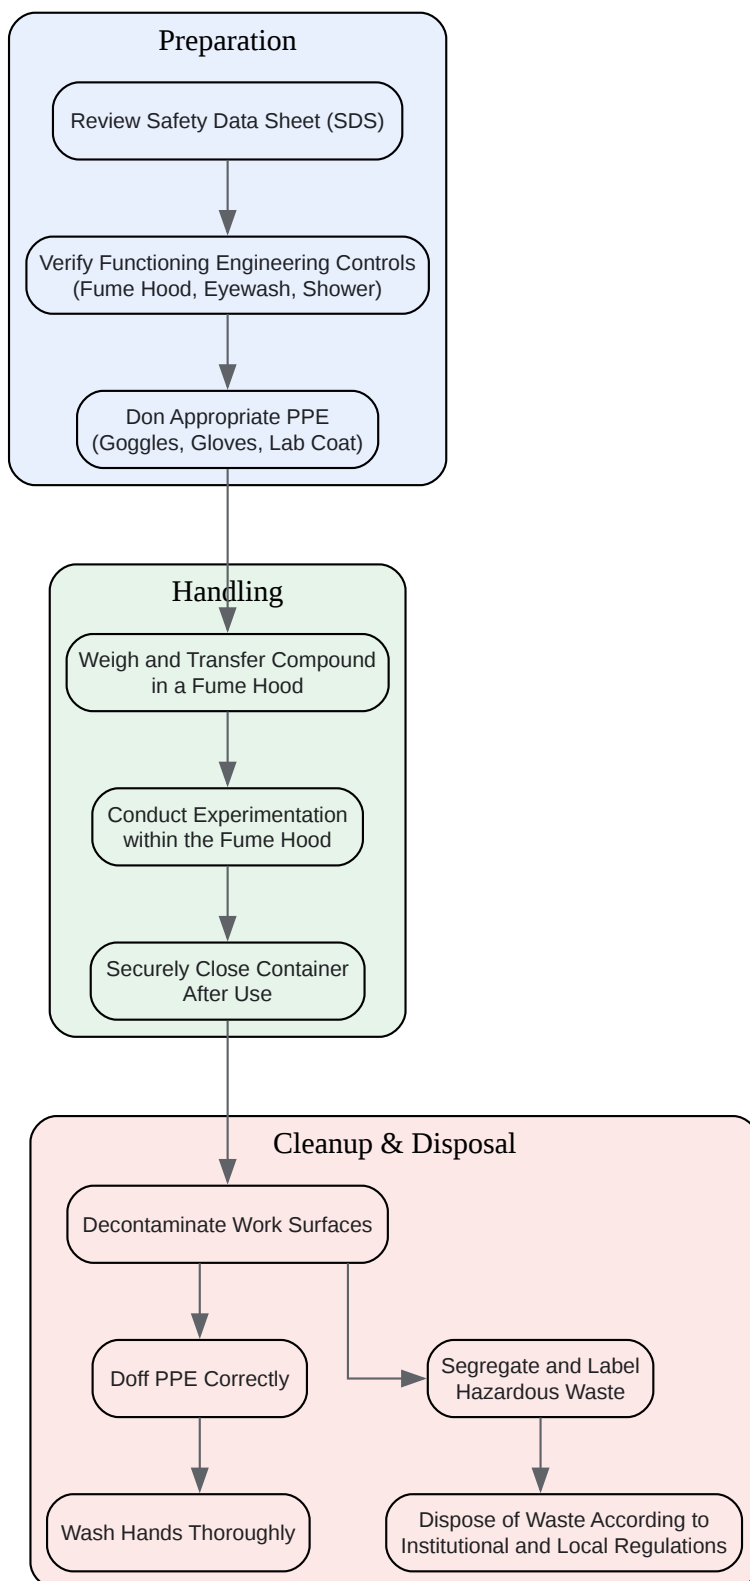 Preparation
Review Safety Data Sheet (SDS)
Verify Functioning Engineering Controls
(Fume Hood, Eyewash, Shower)
Don Appropriate PPE
(Goggles, Gloves, Lab Coat)
Handling
Weigh and Transfer Compound
in a Fume Hood
Conduct Experimentation
within the Fume Hood
Securely Close Container
After Use
Cleanup & Disposal
Decontaminate Work Surfaces
Doff PPE Correctly
Segregate and Label
Hazardous Waste
Wash Hands Thoroughly
Dispose of Waste According to
Institutional and Local Regulations